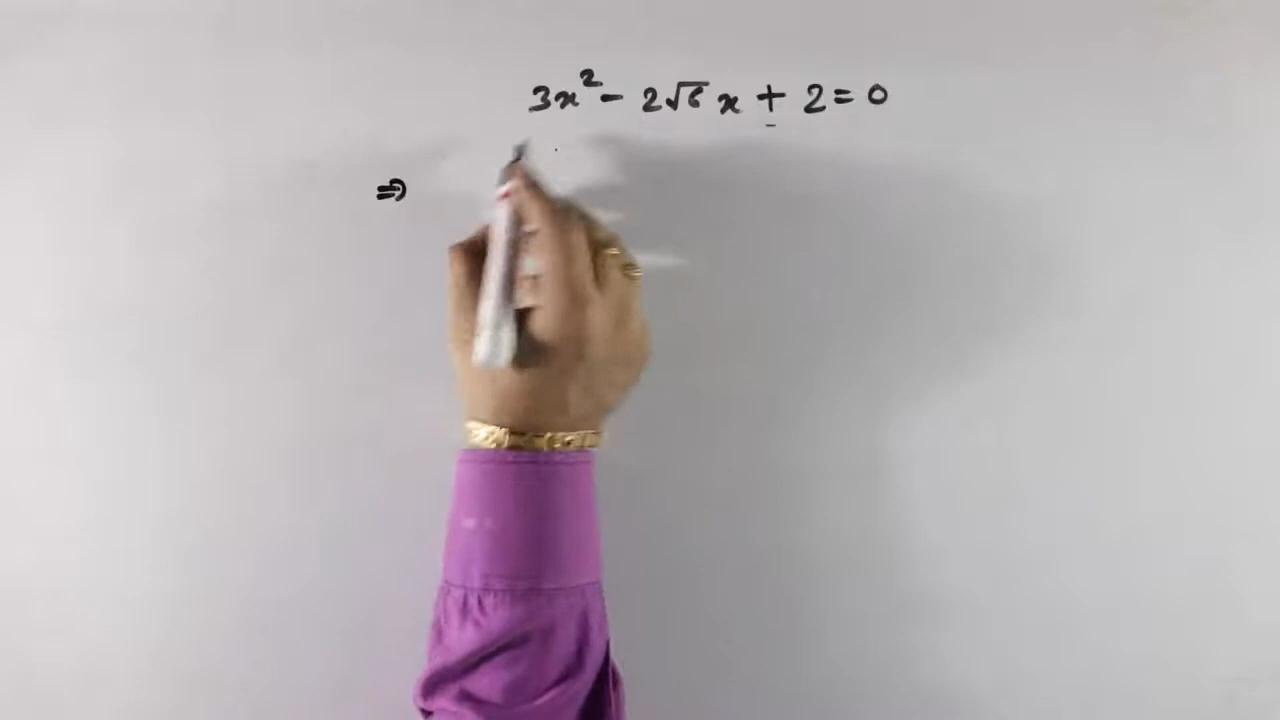 3x² - 2√6 x + 2 = 0
⇒